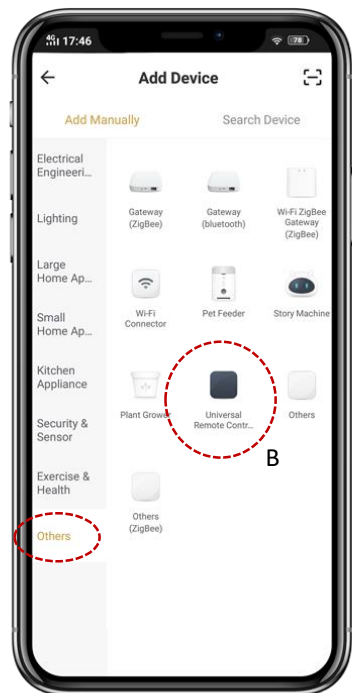 4G 17:46
78
Add Device
Add Manually
Search Device
Electrical
Engineeri...
Lighting
Large
Home Ap...
Small
Home Ap...
Kitchen
Appliance
Security &
Sensor
Exercise &
Health
Others
Gateway
(ZigBee)
Gateway
(bluetooth)
Wi-Fi ZigBee
Gateway
(ZigBee)
Wi-Fi
Connector
Pet Feeder
Story Machine
Plant Grower
Universal
Remote Contr...
Others
B
Others
(ZigBee)